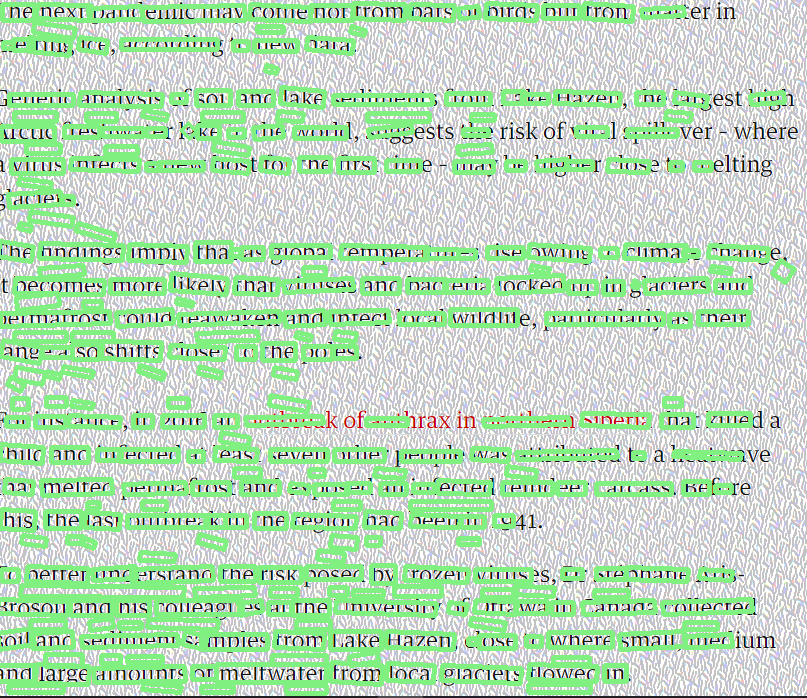 The next pandemic may come not from bats or birds but from matter in
the ring ice, according to new data.
Genetic analysis of soil and lake sediments from Lake Hazen, the largest high
Arctic freshwater lake in the world, suggests the risk of viral spillover - where
a virus infects a new host for the first time - may be higher close to melting
glaciers.
The findings imply that as global temperatures rise owing to climate change,
it becomes more likely that viruses and bacteria locked up in glaciers and
permafrost could reawaken and infect local wildlife, particularly as their
range also shifts closer to the poles.
For instance, in 2016 an outbreak of anthrax in northern Siberia that killed a
child and infected at least seven other people was attributed to a heatwave
that melted permafrost and exposed an infected reindeer carcass. Before
this, the last outbreak in the region had been in 1941.
To better understand the risk posed by frozen viruses, Dr Stéphane Aris-
Brosou and his colleagues at the University of Ottawa in Canada collected
soil and sediment samples from Lake Hazen, close to where small, medium
and large amounts of meltwater from local glaciers flowed in.